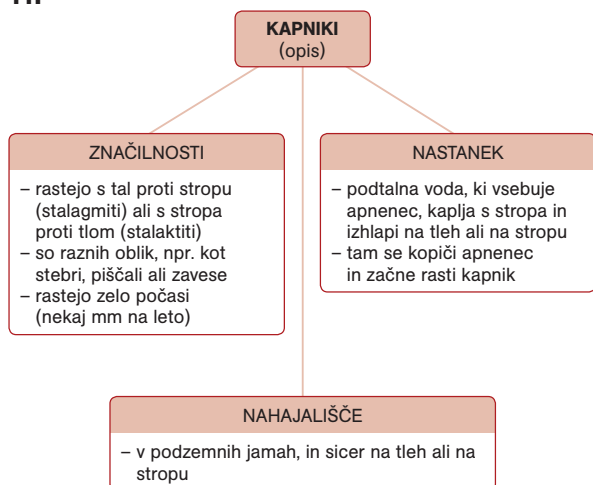 KAPNIKI
(opis)
ZNAČILNOSTI
– rastejo s tal proti stropu
(stalagmiti) ali s stropa
proti tlom (stalaktiti)
– so raznih oblik, npr. kot
stebri, piščali ali zavese
– rastejo zelo počasi
(nekaj mm na leto)
NASTANEK
– podtalna voda, ki vsebuje
apnenec, kaplja s stropa in
izhlapi na tleh ali na stropu
– tam se kopiči apnenec
in začne rasti kapnik
NAHAJALIŠČE
– v podzemnih jamah, in sicer na tleh ali na
stropu